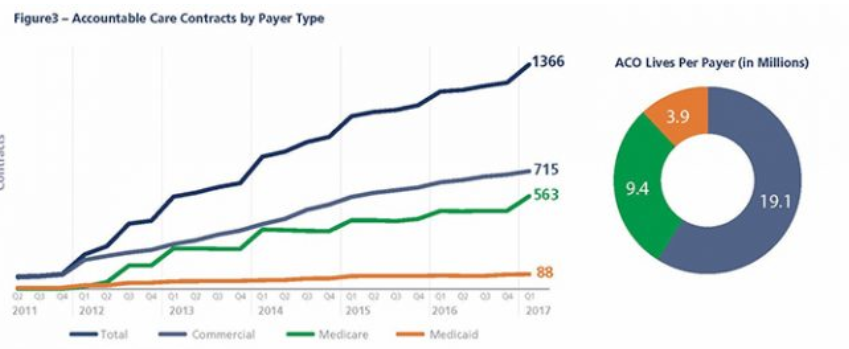 Figure3 – Accountable Care Contracts by Payer Type
1366
715
563
88
Contracts
Q2 Q3 Q4 Q1 Q2 Q3 Q4 Q1 Q2 Q3 Q4 Q1 Q2 Q3 Q4 Q1 Q2 Q3 Q4 Q1 Q2 Q3 Q4 Q1
2011 2012 2013 2014 2015 2016 2017
Total Commercial Medicare Medicaid
ACO Lives Per Payer (in Millions)
3.9
9.4
19.1